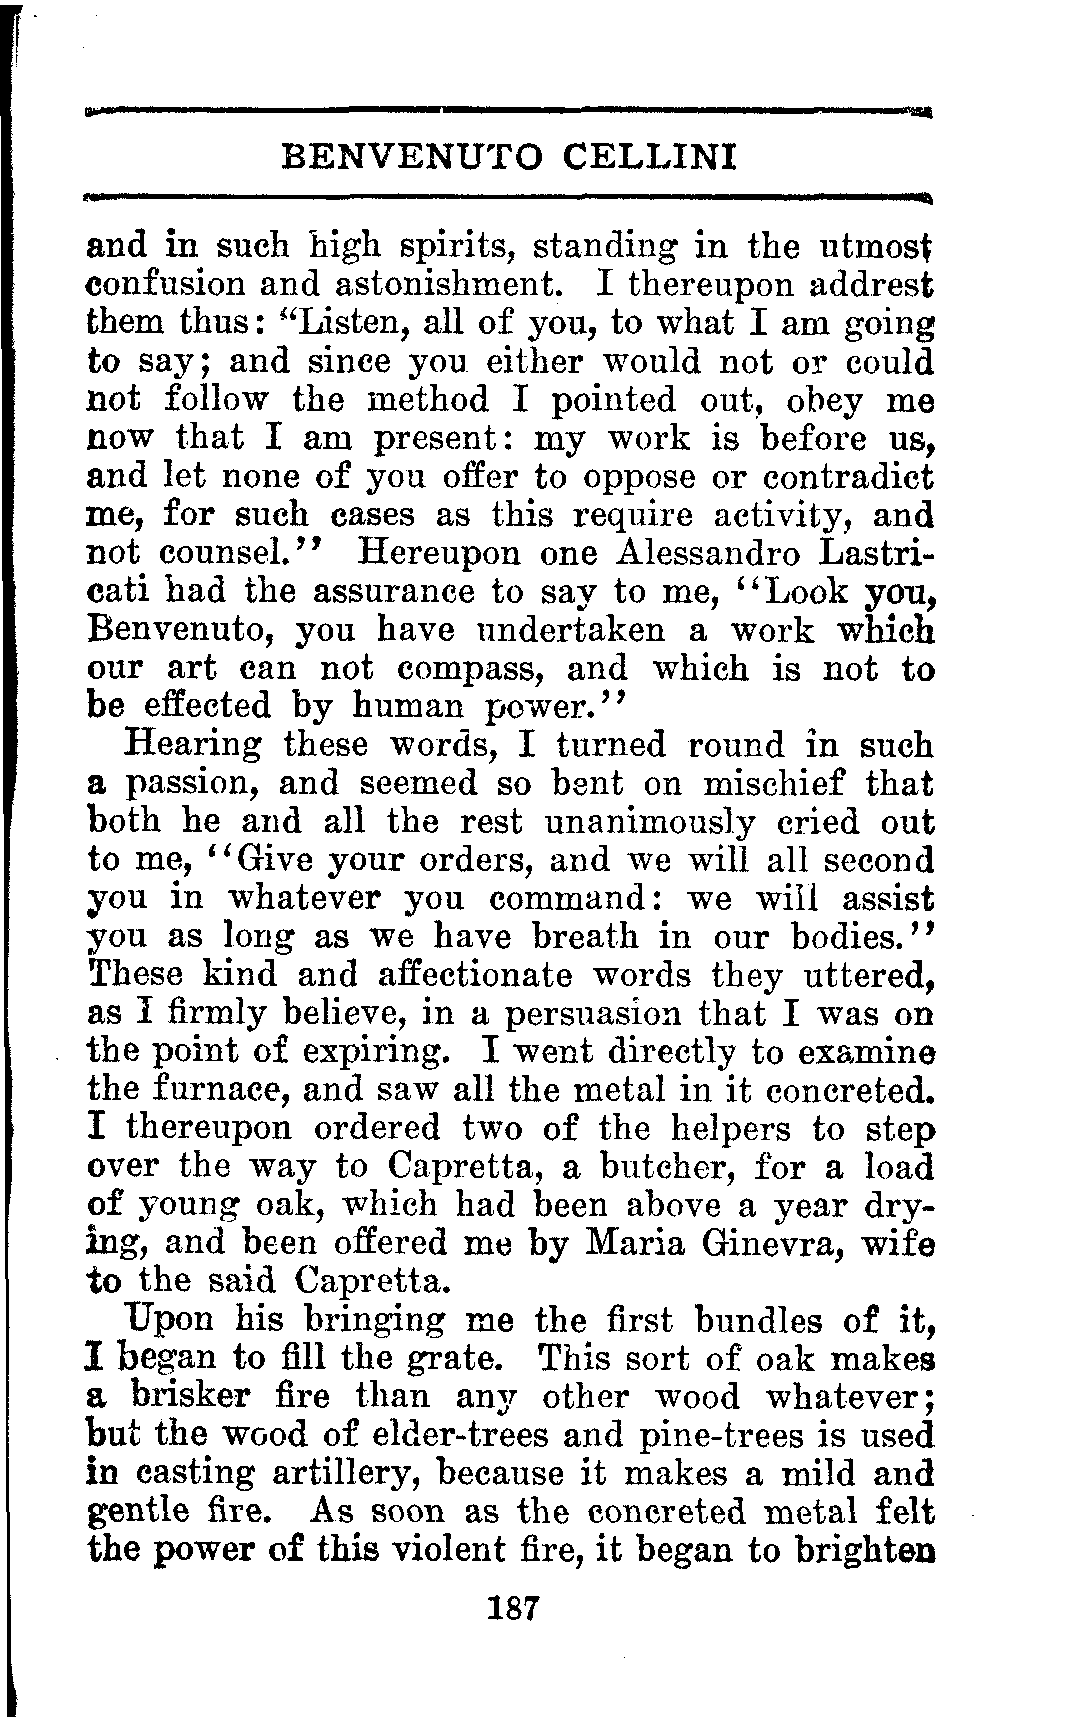 BENVENUTO CELLINI
and in such high spirits, standing in the utmost
confusion and astonishment. I thereupon addrest
them thus: "Listen, all of you, to what I am going
to say; and since you either would not or could
not follow the method I pointed out, obey me
now that I am present: my work is before us,
and let none of you offer to oppose or contradict
me, for such cases as this require activity, and
not counsel." Hereupon one Alessandro Lastri-
cati had the assurance to say to me, "Look you,
Benvenuto, you have undertaken a work which
our art can not compass, and which is not to
be effected by human power."
Hearing these words, I turned round in such
a passion, and seemed so bent on mischief that
both he and all the rest unanimously cried out
to me, "Give your orders, and we will all second
you in whatever you command: we will assist
you as long as we have breath in our bodies."
These kind and affectionate words they uttered,
as I firmly believe, in a persuasion that I was on
the point of expiring. I went directly to examine
the furnace, and saw all the metal in it concreted.
I thereupon ordered two of the helpers to step
over the way to Capretta, a butcher, for a load
of young oak, which had been above a year dry-
ing, and been offered me by Maria Ginevra, wife
to the said Capretta.
Upon his bringing me the first bundles of it,
I began to fill the grate. This sort of oak makes
a brisker fire than any other wood whatever;
but the wood of elder-trees and pine-trees is used
in casting artillery, because it makes a mild and
gentle fire. As soon as the concreted metal felt
the power of this violent fire, it began to brighten
187